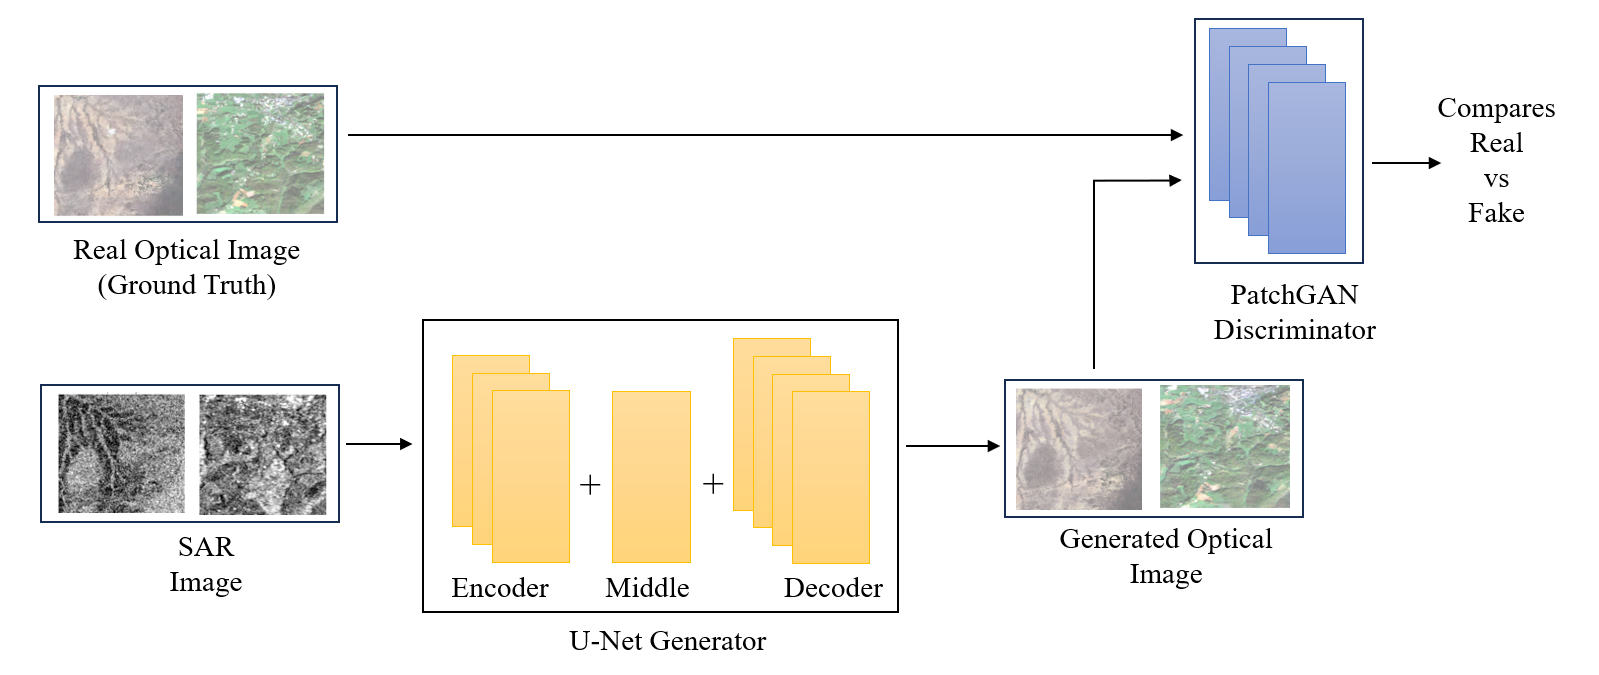 Compares
Real
vs
Fake
Real Optical Image
(Ground Truth)
PatchGAN
Discriminator
+
+
SAR
Image
Encoder
Middle
Decoder
Generated Optical
Image
U-Net Generator